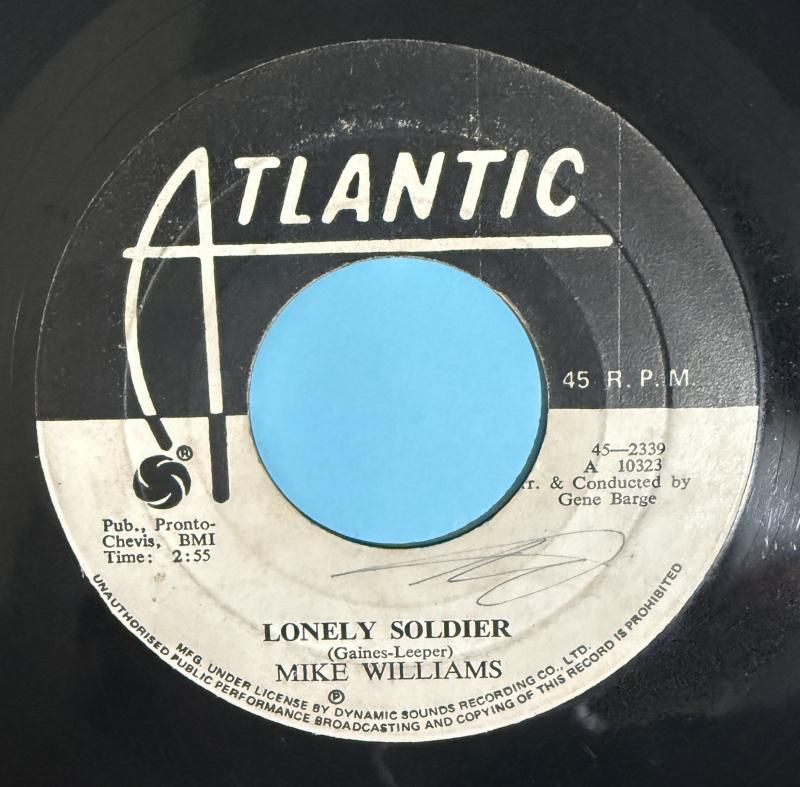 ATLANTIC
45 R. P. M.
®
45—2339
A 10323
r. & Conducted by
Gene Barge
Pub., Pronto-
Chevis, BMI
Time: 2:55
LONELY SOLDIER
(Gaines-Leeper)
MIKE WILLIAMS
℗
MFG. UNDER LICENSE BY DYNAMIC SOUNDS RECORDING CO., LTD.
UNAUTHORISED PUBLIC PERFORMANCE BROADCASTING AND COPYING OF THIS RECORD IS PROHIBITED